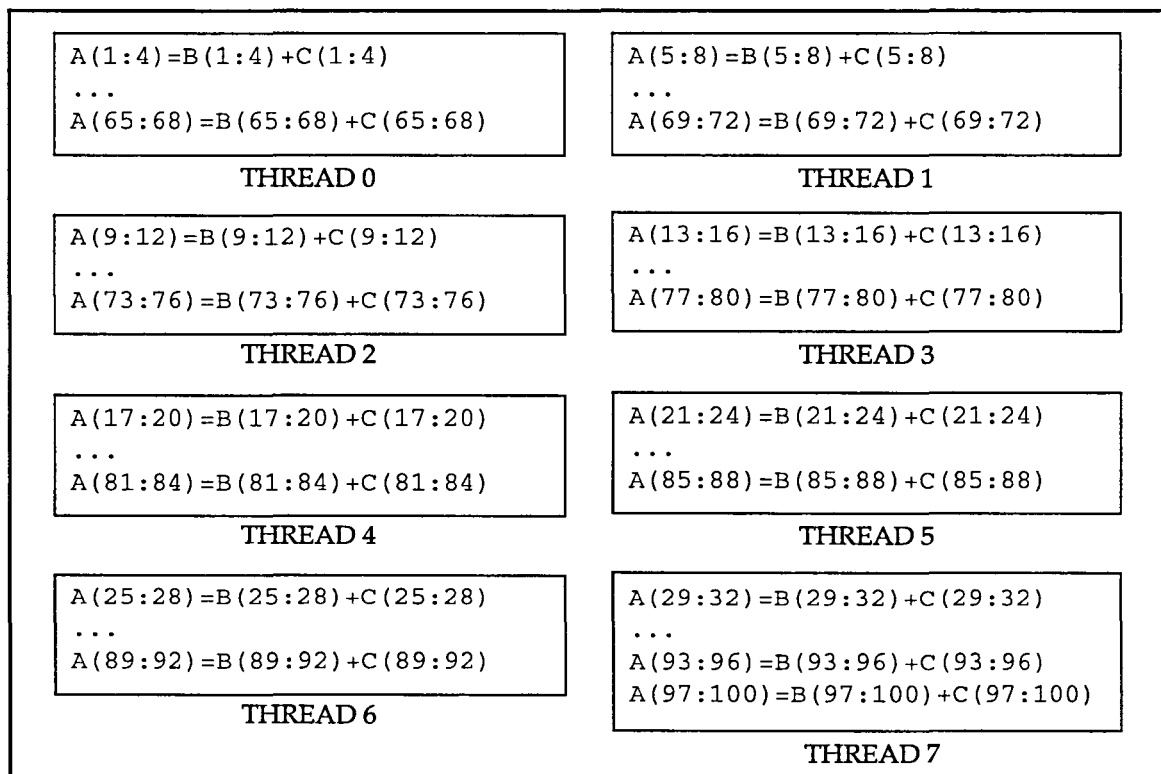 A(1:4)=B(1:4)+C(1:4)
...
A(65:68)=B(65:68)+C(65:68)
THREAD 0
A(5:8)=B(5:8)+C(5:8)
...
A(69:72)=B(69:72)+C(69:72)
THREAD 1
A(9:12)=B(9:12)+C(9:12)
...
A(73:76)=B(73:76)+C(73:76)
THREAD 2
A(13:16)=B(13:16)+C(13:16)
...
A(77:80)=B(77:80)+C(77:80)
THREAD 3
A(17:20)=B(17:20)+C(17:20)
...
A(81:84)=B(81:84)+C(81:84)
THREAD 4
A(21:24)=B(21:24)+C(21:24)
...
A(85:88)=B(85:88)+C(85:88)
THREAD 5
A(25:28)=B(25:28)+C(25:28)
...
A(89:92)=B(89:92)+C(89:92)
THREAD 6
A(29:32)=B(29:32)+C(29:32)
...
A(93:96)=B(93:96)+C(93:96)
A(97:100)=B(97:100)+C(97:100)
THREAD 7